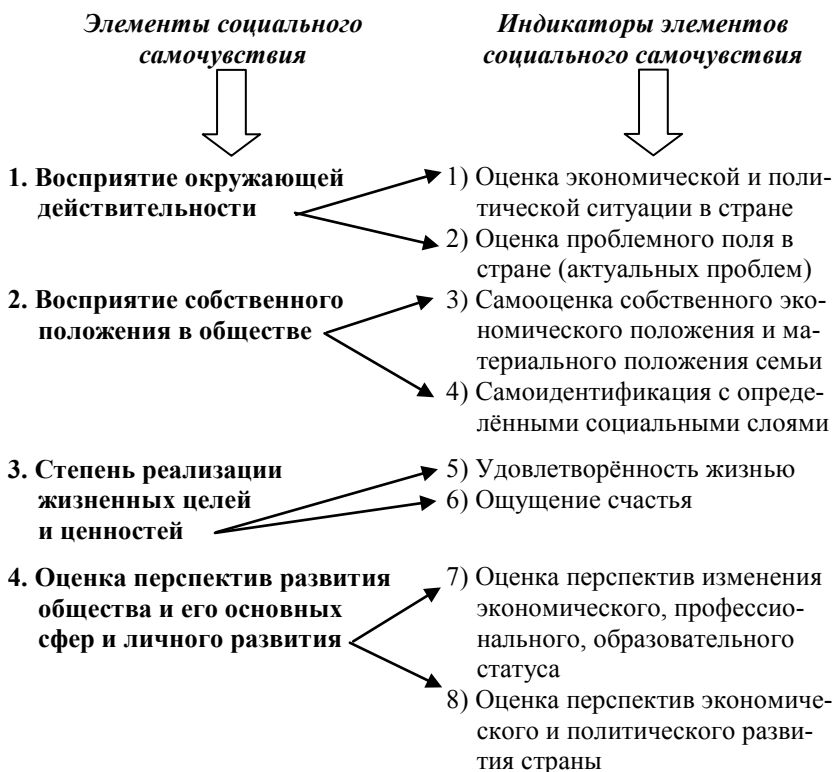 Элементы социального
самочувствия
Индикаторы элементов
социального самочувствия
1. Восприятие окружающей
действительности
1) Оценка экономической и поли-
тической ситуации в стране
2) Оценка проблемного поля в
стране (актуальных проблем)
2. Восприятие собственного
положения в обществе
3) Самооценка собственного эко-
номического положения и ма-
териального положения семьи
4) Самоидентификация с опреде-
лёнными социальными слоями
3. Степень реализации
жизненных целей
и ценностей
5) Удовлетворённость жизнью
6) Ощущение счастья
4. Оценка перспектив развития
общества и его основных
сфер и личного развития
7) Оценка перспектив изменения
экономического, профессио-
нального, образовательного
статуса
8) Оценка перспектив экономиче-
ского и политического разви-
тия страны